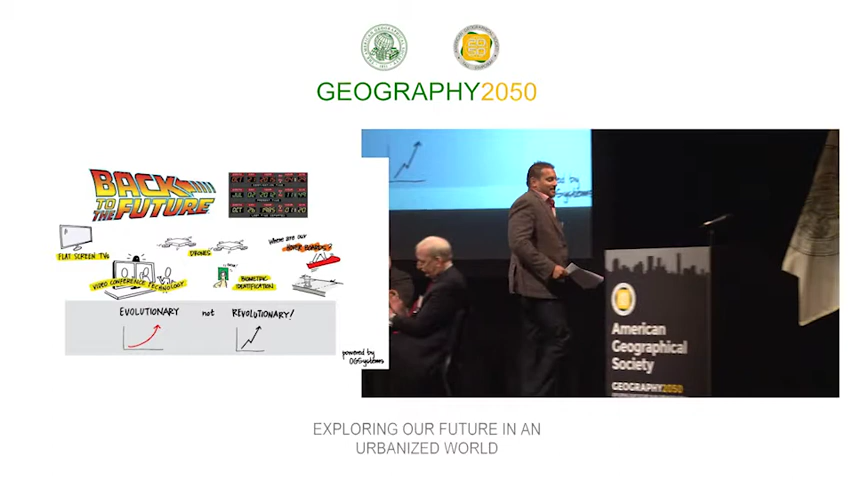 GEOGRAPHY2050
BACK
TO THE
FUTURE
FLAT SCREEN TVs
DRONES
Where are our
HOVER BOARDS?
VIDEO CONFERENCE TECHNOLOGY
BIOMETRIC
IDENTIFICATION
EVOLUTIONARY not REVOLUTIONARY!
powered by
OGSystems
American
Geographical
Society
GEOGRAPHY2050
EXPLORING OUR FUTURE IN AN
URBANIZED WORLD